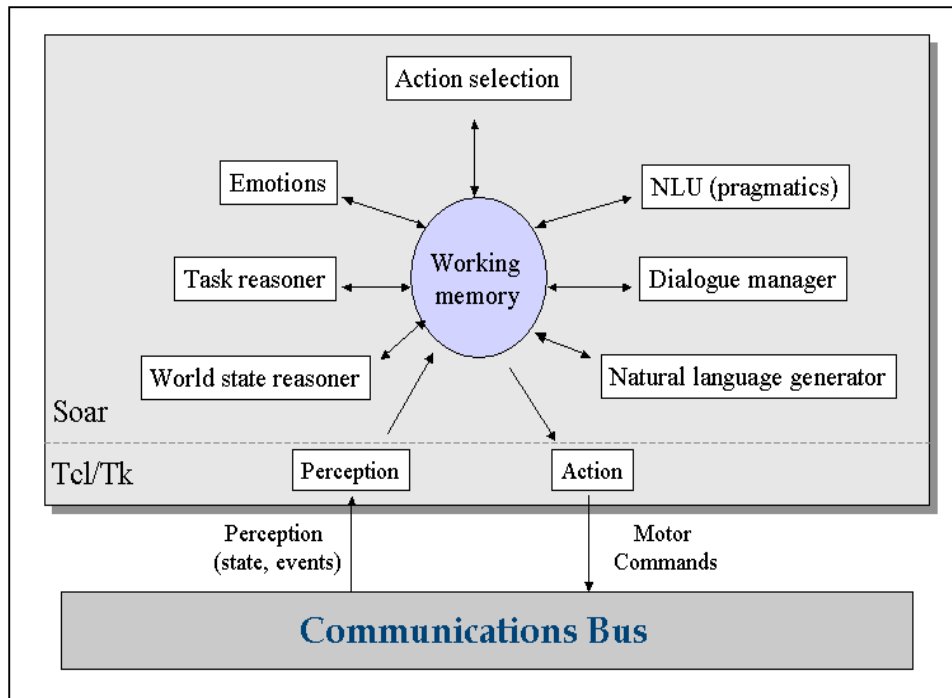 Action selection
Emotions
NLU (pragmatics)
Working
memory
Task reasoner
Dialogue manager
World state reasoner
Natural language generator
Soar
Tcl/Tk
Perception
Action
Perception
(state, events)
Motor
Commands
Communications Bus